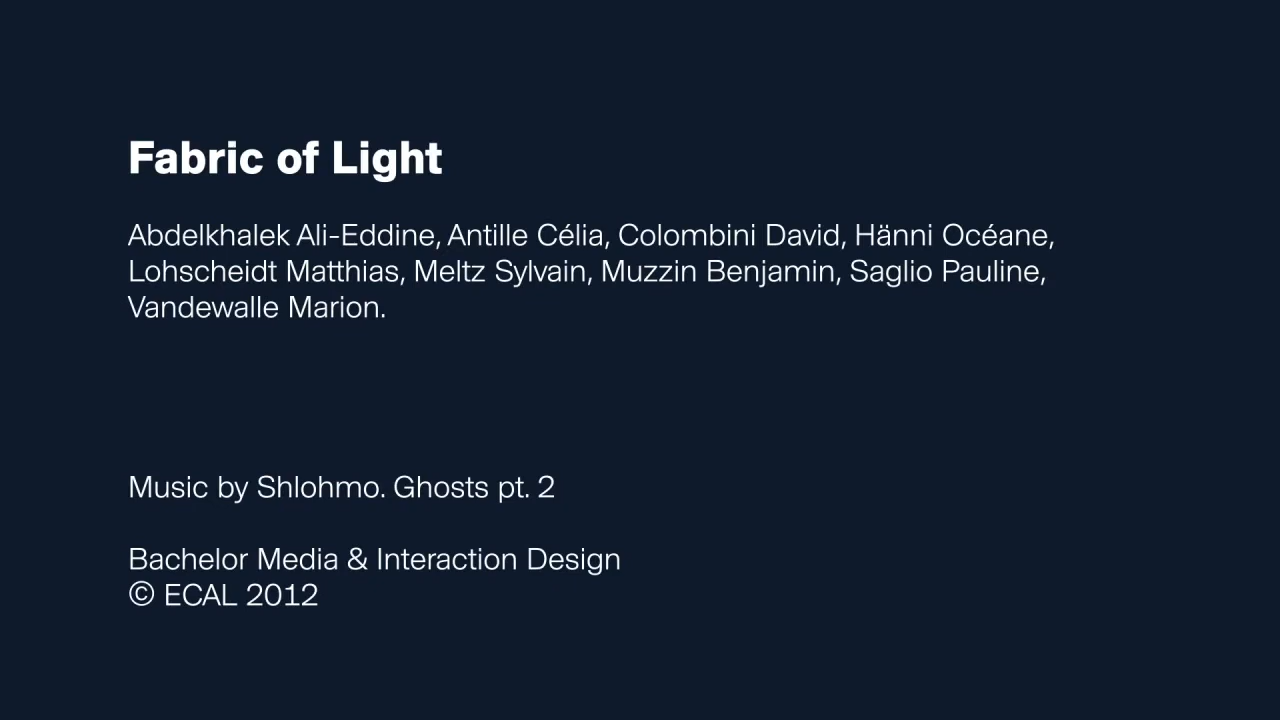 Fabric of Light
Abdelkhalek Ali-Eddine, Antille Célia, Colombini David, Hänni Océane,
Lohscheidt Matthias, Meltz Sylvain, Muzzin Benjamin, Saglio Pauline,
Vandewalle Marion.
Music by Shlohmo. Ghosts pt. 2
Bachelor Media & Interaction Design
© ECAL 2012